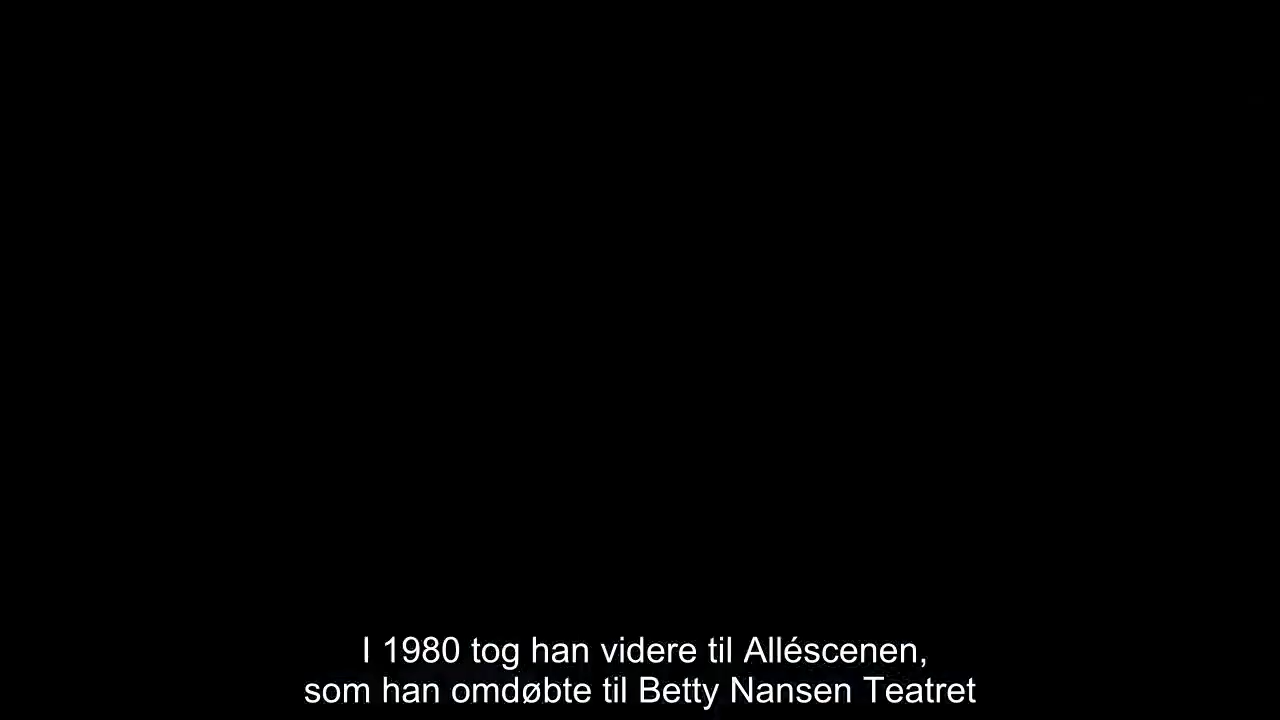 I 1980 tog han videre til Alléscenen,
som han omdøbte til Betty Nansen Teatret